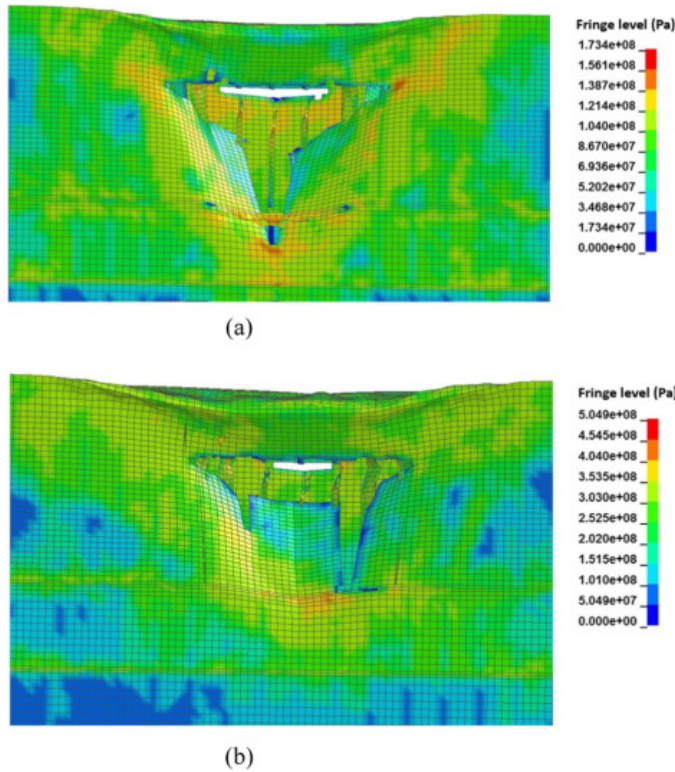 Fringe level (Pa)
1.734e+08
1.561e+08
1.387e+08
1.214e+08
1.040e+08
8.670e+07
6.936e+07
5.202e+07
3.468e+07
1.734e+07
0.000e+00
(a)
Fringe level (Pa)
5.049e+08
4.545e+08
4.040e+08
3.535e+08
3.030e+08
2.525e+08
2.020e+08
1.515e+08
1.010e+08
5.049e+07
0.000e+00
(b)